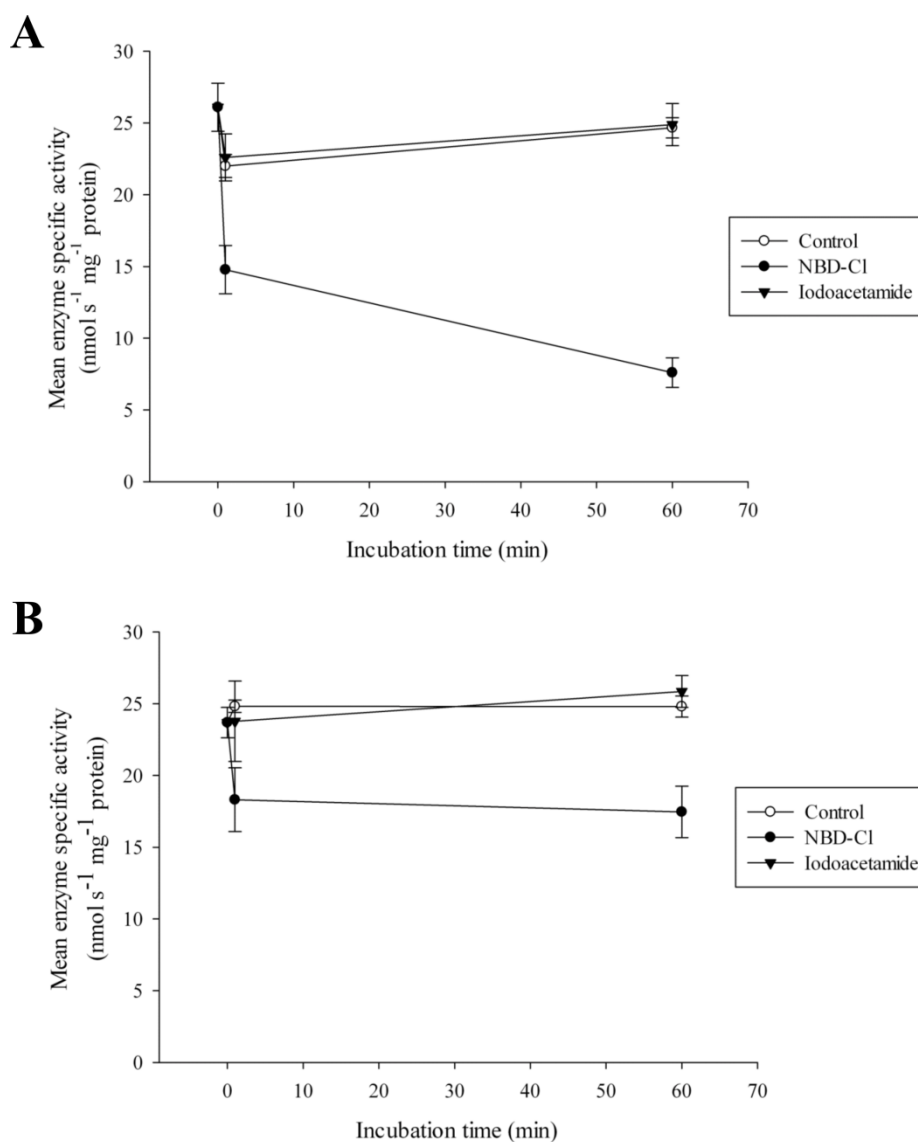 A
30
25
20
15
10
5
0
Mean enzyme specific activity
(nmol s⁻¹ mg⁻¹ protein)
0 10 20 30 40 50 60 70
Incubation time (min)
Control
NBD-Cl
Iodoacetamide
B
30
25
20
15
10
5
0
Mean enzyme specific activity
(nmol s⁻¹ mg⁻¹ protein)
0 10 20 30 40 50 60 70
Incubation time (min)
Control
NBD-Cl
Iodoacetamide